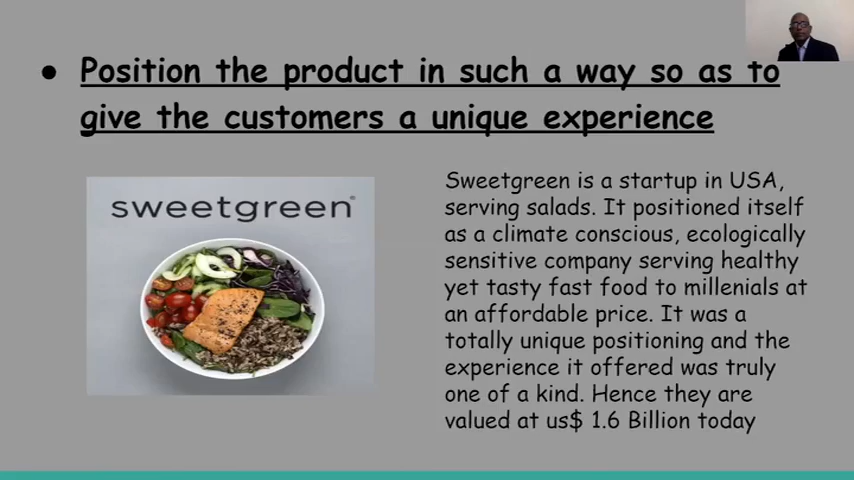 ● Position the product in such a way so as to
give the customers a unique experience
sweetgreen®
Sweetgreen is a startup in USA,
serving salads. It positioned itself
as a climate conscious, ecologically
sensitive company serving healthy
yet tasty fast food to millenials at
an affordable price. It was a
totally unique positioning and the
experience it offered was truly
one of a kind. Hence they are
valued at us$ 1.6 Billion today